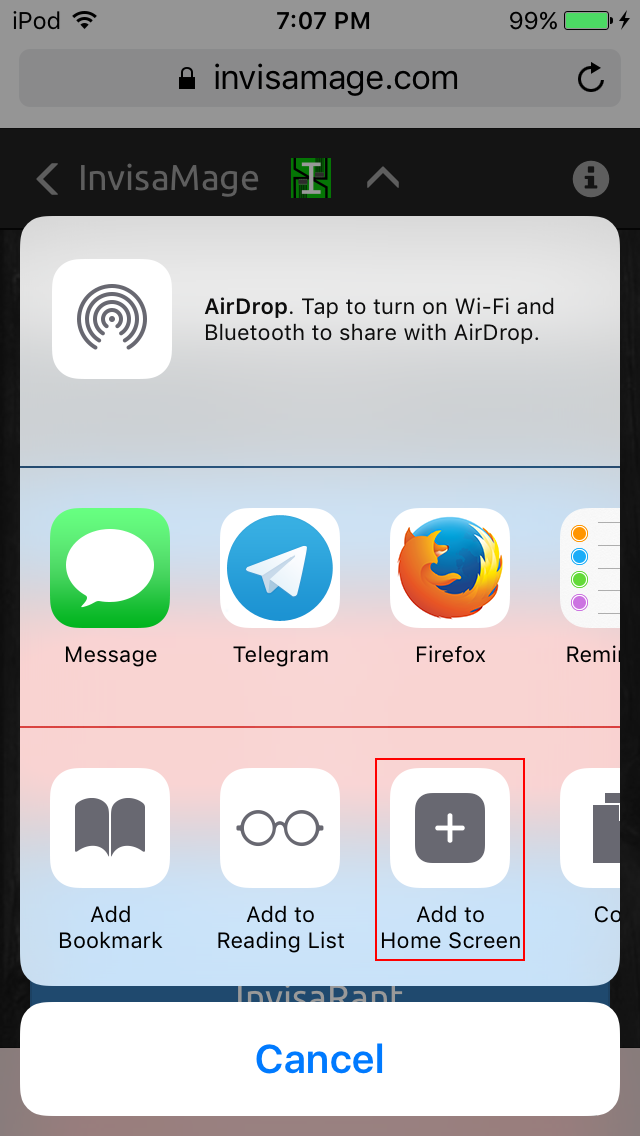 iPod 7:07 PM 99%
invisamage.com
InvisaMage I
AirDrop. Tap to turn on Wi-Fi and
Bluetooth to share with AirDrop.
Message Telegram Firefox Remin
Add Bookmark
Add to Reading List
Add to Home Screen
Co
InvisaRant
Cancel